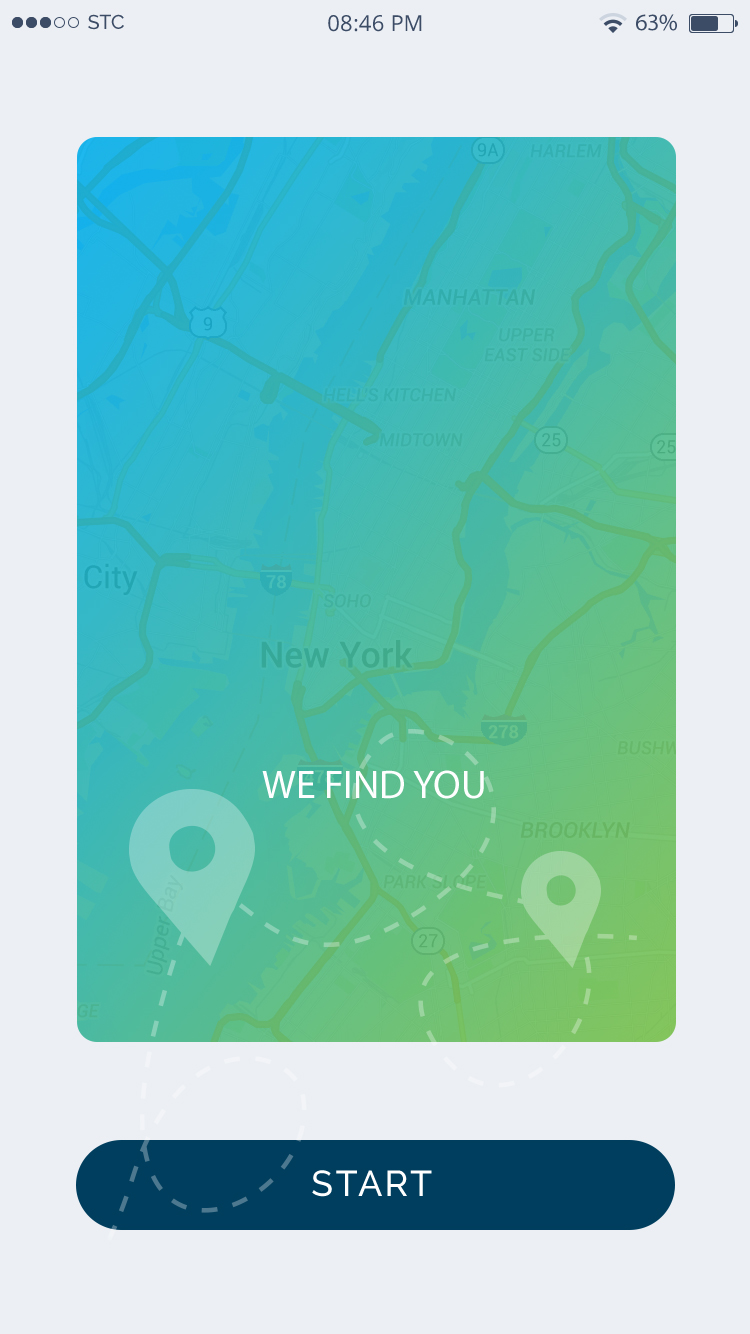 STC
08:46 PM
63%
9A
HARLEM
MANHATTAN
9
UPPER
EAST SIDE
HELL'S KITCHEN
MIDTOWN
25
25
City
78
SOHO
New York
278
BUSHW
WE FIND YOU
BROOKLYN
PARK SLOPE
Upper Bay
27
GE
START